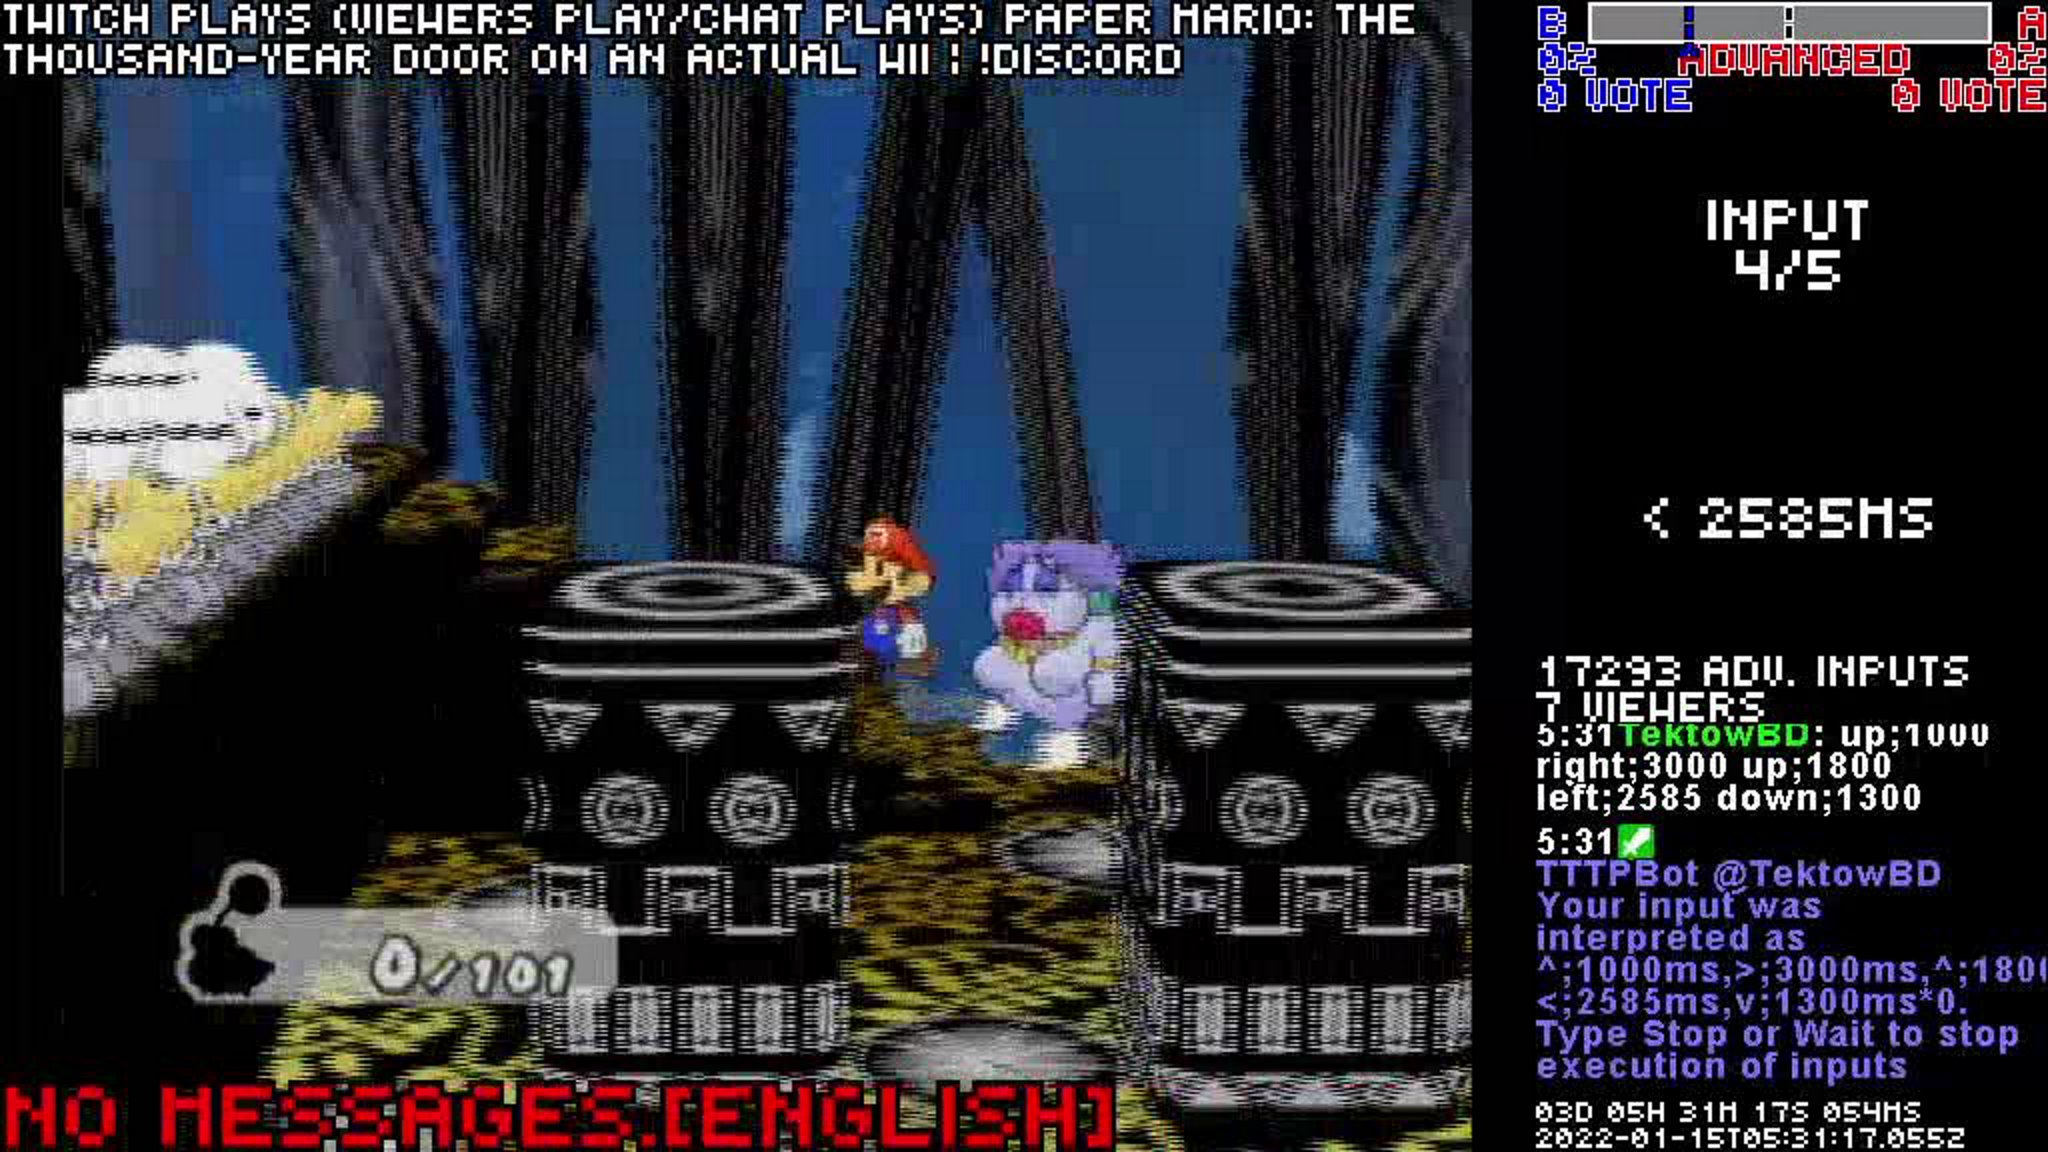 TWITCH PLAYS (VIEWERS PLAY/CHAT PLAYS) PAPER MARIO: THE
THOUSAND-YEAR DOOR ON AN ACTUAL WII | !DISCORD
B A
0% ADVANCED 0%
0 VOTE 0 VOTE
INPUT
4/5
< 2585MS
17293 ADV. INPUTS
7 VIEWERS
5:31 TektowBD: up;1000
right;3000 up;1800
left;2585 down;1300
5:31
TTTPBot @TektowBD
Your input was
interpreted as
^;1000ms,>;3000ms,^;180
<;2585ms,v;1300ms*0.
Type Stop or Wait to stop
execution of inputs
0/101
NO MESSAGES.[ENGLISH]
03D 05H 31M 17S 054MS
2022-01-15T05:31:17.055Z